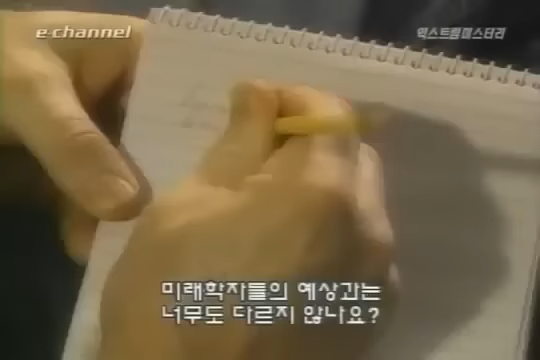 e·channel
익스트림미스터리
미래학자들의 예상과는
너무도 다르지 않나요?